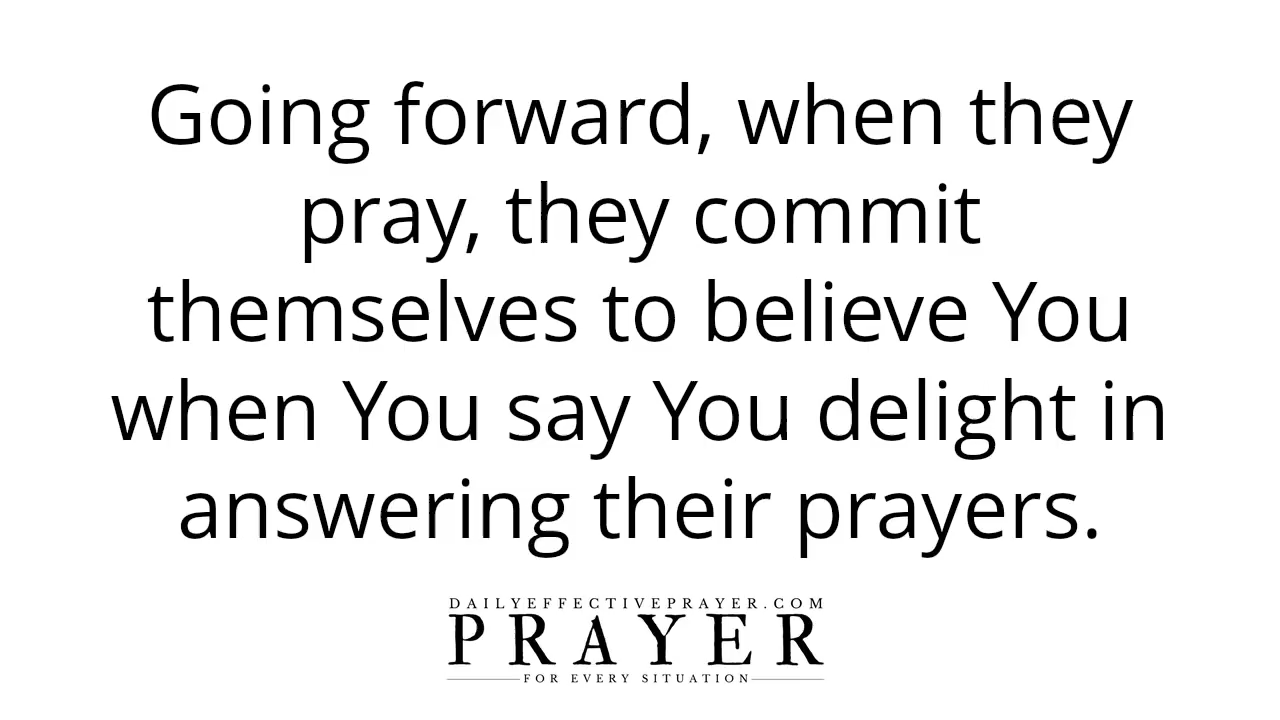 Going forward, when they
pray, they commit
themselves to believe You
when You say You delight in
answering their prayers.
DAILYEFFECTIVEPRAYER.COM
PRAYER
FOR EVERY SITUATION